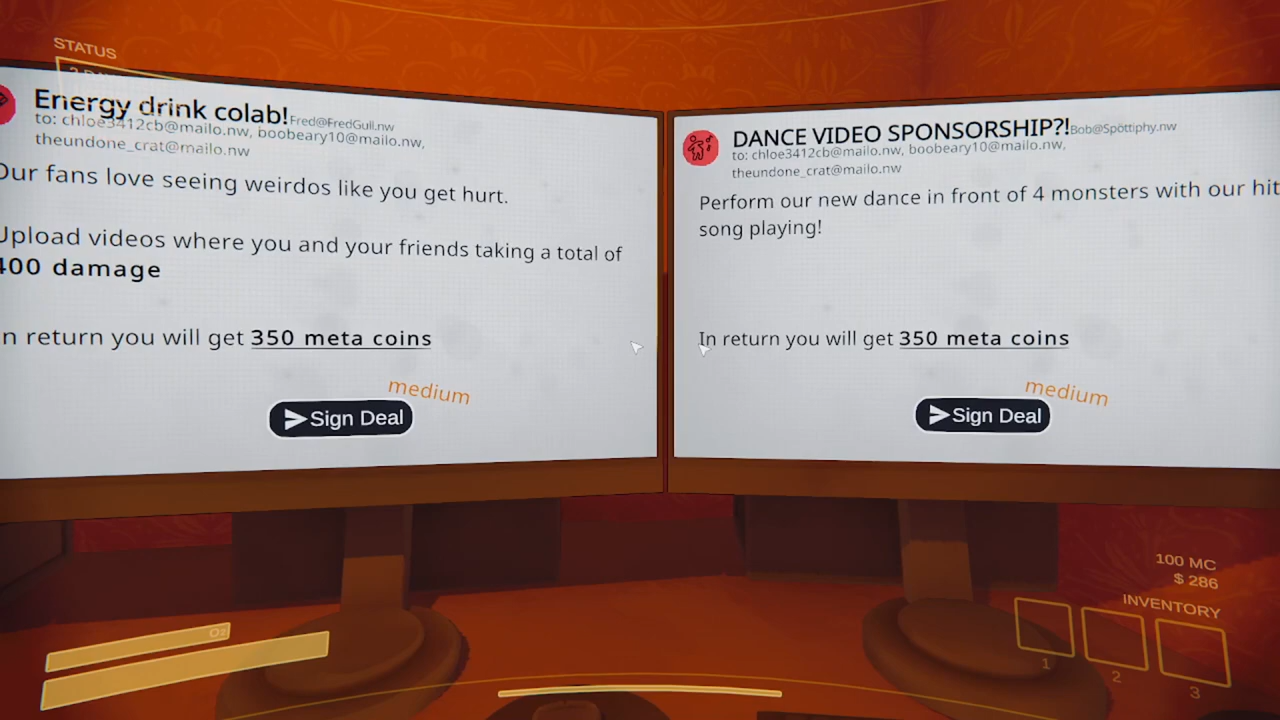 STATUS
Energy drink colab! Fred@FredGull.nw
to: chloe3412cb@mailo.nw, boobeary10@mailo.nw,
theundone_crat@mailo.nw
Our fans love seeing weirdos like you get hurt.
Upload videos where you and your friends taking a total of
400 damage
In return you will get 350 meta coins
medium
Sign Deal
DANCE VIDEO SPONSORSHIP?! Bob@Spöttiphy.nw
to: chloe3412cb@mailo.nw, boobeary10@mailo.nw,
theundone_crat@mailo.nw
Perform our new dance in front of 4 monsters with our hit
song playing!
In return you will get 350 meta coins
medium
Sign Deal
100 MC
$ 286
INVENTORY
1
2
3
O2